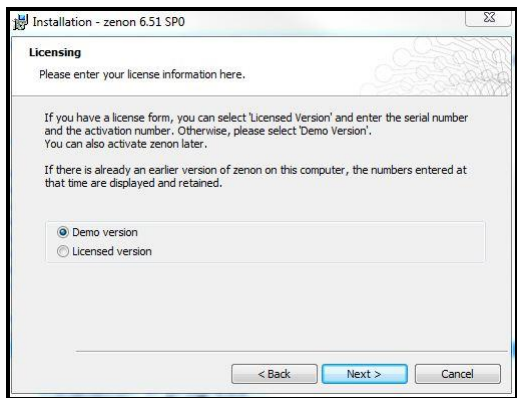 Installation - zenon 6.51 SP0
Licensing
Please enter your license information here.
If you have a license form, you can select 'Licensed Version' and enter the serial number
and the activation number. Otherwise, please select 'Demo Version'.
You can also activate zenon later.
If there is already an earlier version of zenon on this computer, the numbers entered at
that time are displayed and retained.
Demo version
Licensed version
< Back Next > Cancel